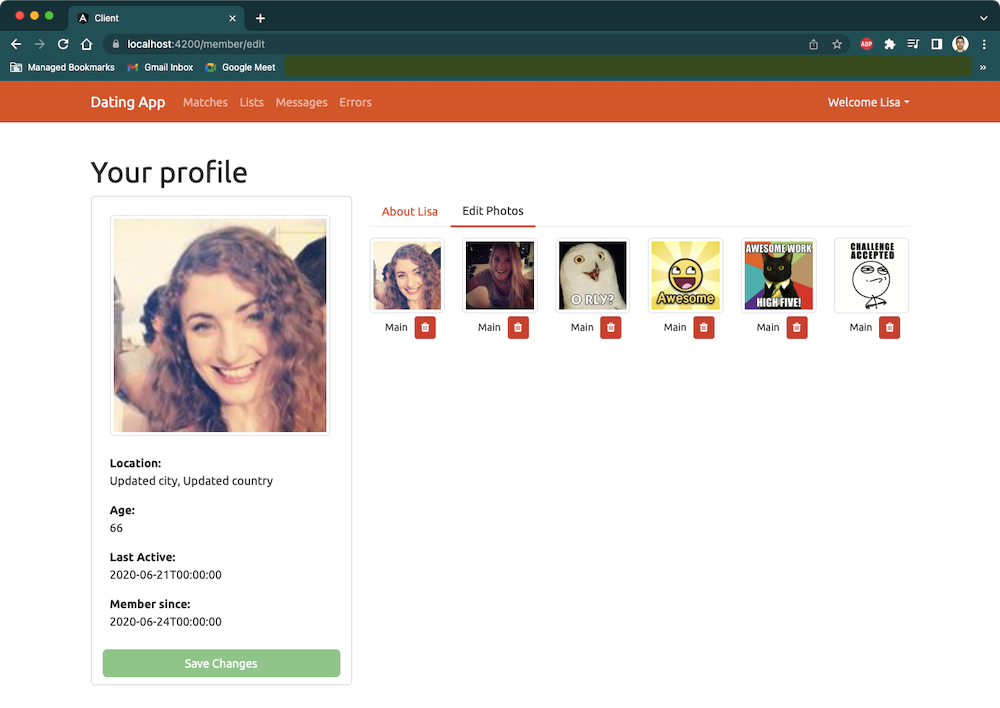 Client
localhost:4200/member/edit
ABP
Managed Bookmarks Gmail Inbox Google Meet »
Dating App Matches Lists Messages Errors Welcome Lisa
Your profile
About Lisa Edit Photos
O RLY?
Awesome
AWESOME WORK
HIGH FIVE!
CHALLENGE
ACCEPTED
Main Main Main Main Main Main
Location:
Updated city, Updated country
Age:
66
Last Active:
2020-06-21T00:00:00
Member since:
2020-06-24T00:00:00
Save Changes